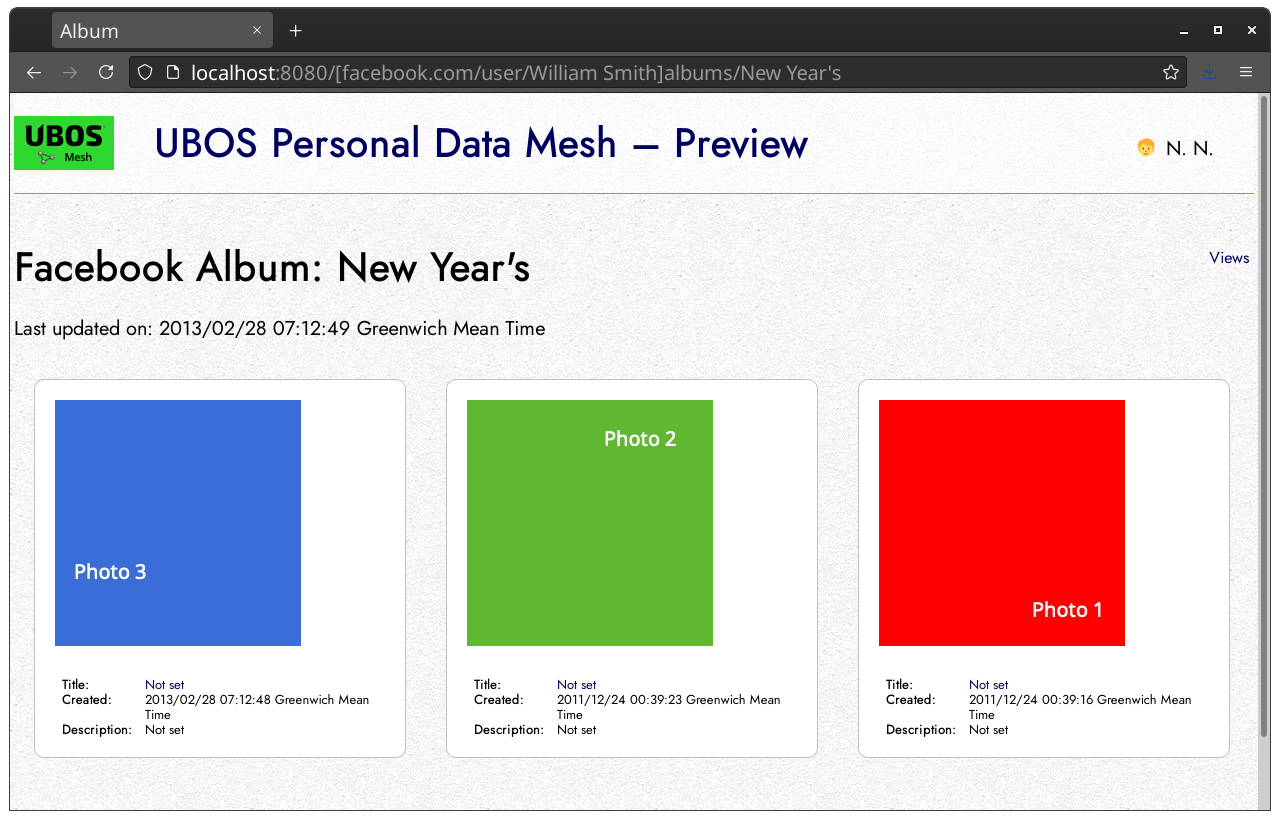 Album
localhost:8080/[facebook.com/user/William Smith]albums/New Year's
UBOS
Mesh
UBOS Personal Data Mesh – Preview
N. N.
Facebook Album: New Year's
Views
Last updated on: 2013/02/28 07:12:49 Greenwich Mean Time
Photo 3
Title: Not set
Created: 2013/02/28 07:12:48 Greenwich Mean
Time
Description: Not set
Photo 2
Title: Not set
Created: 2011/12/24 00:39:23 Greenwich Mean
Time
Description: Not set
Photo 1
Title: Not set
Created: 2011/12/24 00:39:16 Greenwich Mean
Time
Description: Not set